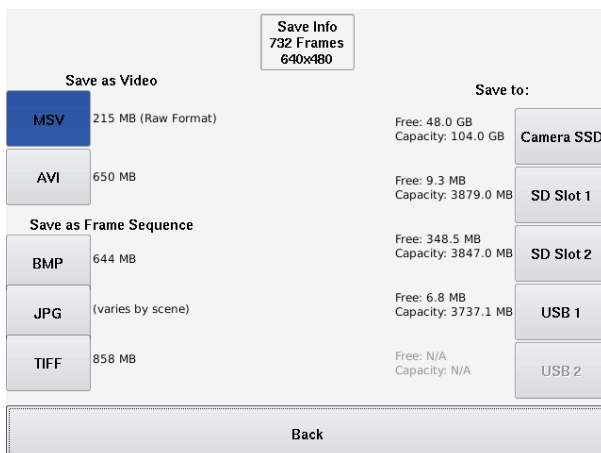 Save Info
732 Frames
640x480
Save as Video
MSV
215 MB (Raw Format)
AVI
650 MB
Save as Frame Sequence
BMP
644 MB
JPG
(varies by scene)
TIFF
858 MB
Save to:
Free: 48.0 GB
Capacity: 104.0 GB
Camera SSD
Free: 9.3 MB
Capacity: 3879.0 MB
SD Slot 1
Free: 348.5 MB
Capacity: 3847.0 MB
SD Slot 2
Free: 6.8 MB
Capacity: 3737.1 MB
USB 1
Free: N/A
Capacity: N/A
USB 2
Back